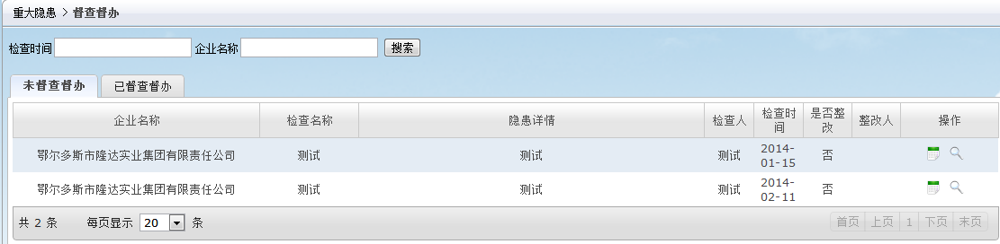 重大隐患 > 督查督办
检查时间 企业名称 搜索
未督查督办 已督查督办
企业名称 检查名称 隐患详情 检查人 检查时间 是否整改 整改人 操作
鄂尔多斯市隆达实业集团有限责任公司 测试 测试 测试 2014-01-15 否
鄂尔多斯市隆达实业集团有限责任公司 测试 测试 测试 2014-02-11 否
共 2 条 每页显示 20 条 首页 上页 1 下页 末页